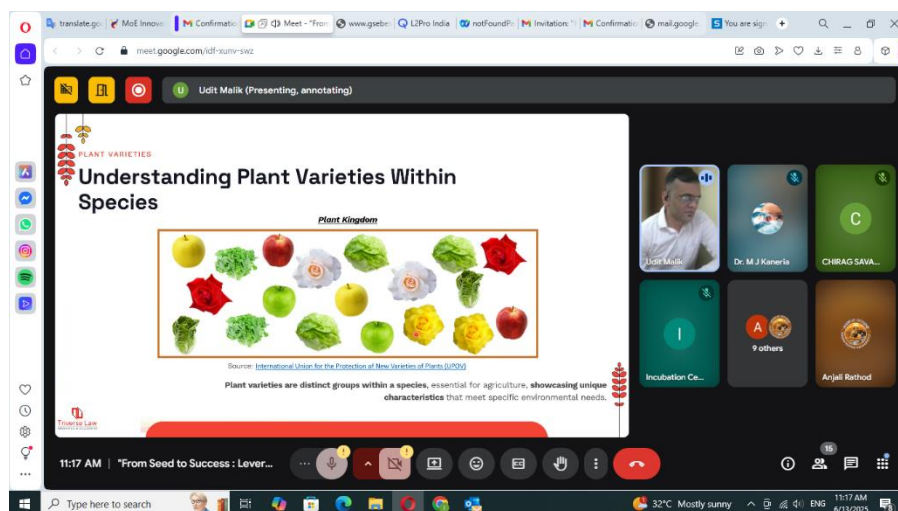 translate.go
MoE Innova
Confirmatio
Meet - "Fron
www.gsebe
L2Pro India
notFoundPa
Invitation: "I
Confirmatio
mail.google
You are sign
meet.google.com/idf-xunv-swz
Udit Malik (Presenting, annotating)
PLANT VARIETIES
Understanding Plant Varieties Within
Species
Plant Kingdom
Source: International Union for the Protection of New Varieties of Plants (UPOV)
Plant varieties are distinct groups within a species, essential for agriculture, showcasing unique
characteristics that meet specific environmental needs.
Triverse Law
Udit Malik
Dr. M J Kaneria
C
CHIRAG SAVA...
I
Incubation Ce...
A
9 others
Anjali Rathod
11:17 AM | "From Seed to Success : Lever...
15
Type here to search
32°C Mostly sunny
ENG
11:17 AM
6/13/2025